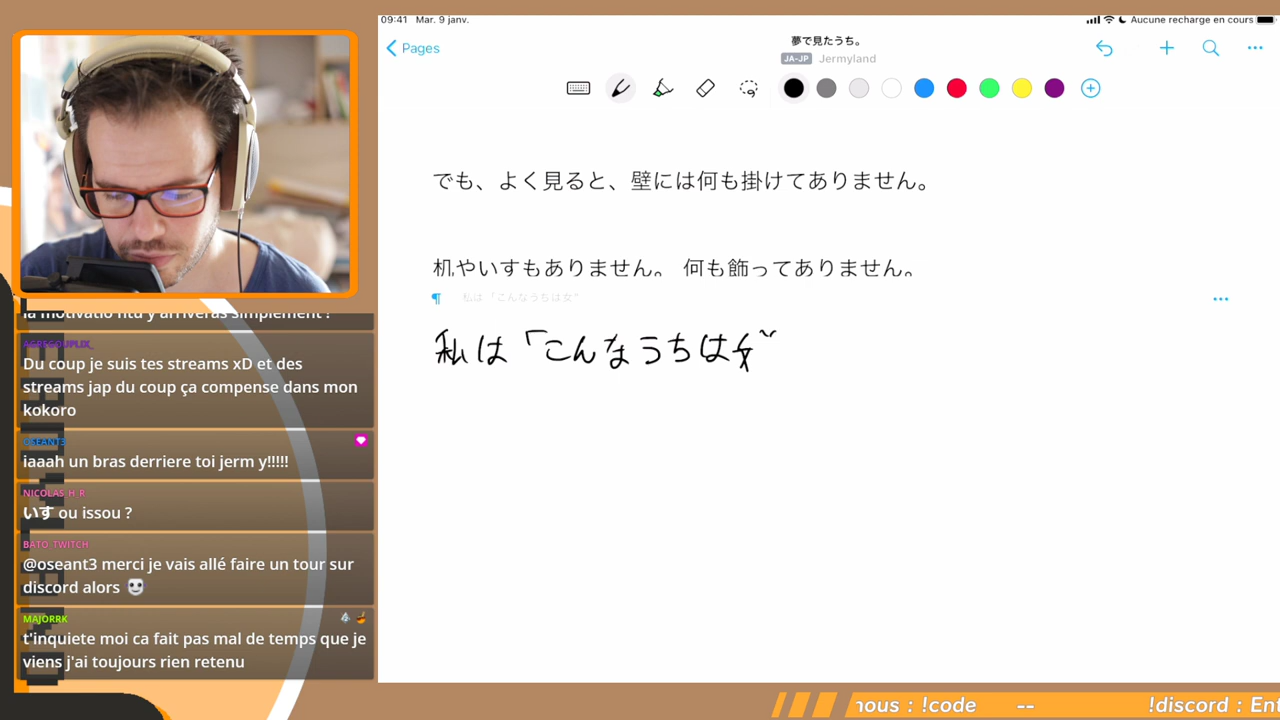 09:41 Mar. 9 janv.
Aucune recharge en cours
Pages
夢で見たうち。
JA-JP Jermyland
でも、よく見ると、壁には何も掛けてありません。
机やいすもありません。 何も飾ってありません。
¶ 私は “こんなうちは女”
私は「こんなうちは女
la motivatio ntu y arriveras simplement !
AGRECOUPLIX_
Du coup je suis tes streams xD et des
streams jap du coup ça compense dans mon
kokoro
OSEANT3
iaaah un bras derriere toi jerm y!!!!!
NICOLAS H R
いす ou issou ?
BATO TWITCH
@oseant3 merci je vais allé faire un tour sur
discord alors
MAJORRK
t'inquiete moi ca fait pas mal de temps que je
viens j'ai toujours rien retenu
nous : !code -- !discord : Ent